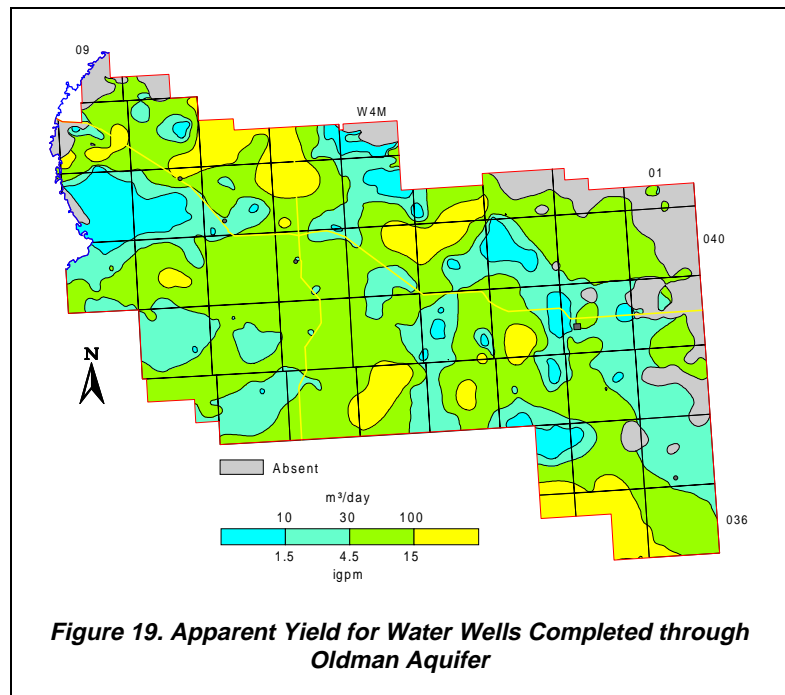 09
W4M
01
040
N
Absent
m³/day
10 30 100
1.5 4.5 15
igpm
036
Figure 19. Apparent Yield for Water Wells Completed through
Oldman Aquifer